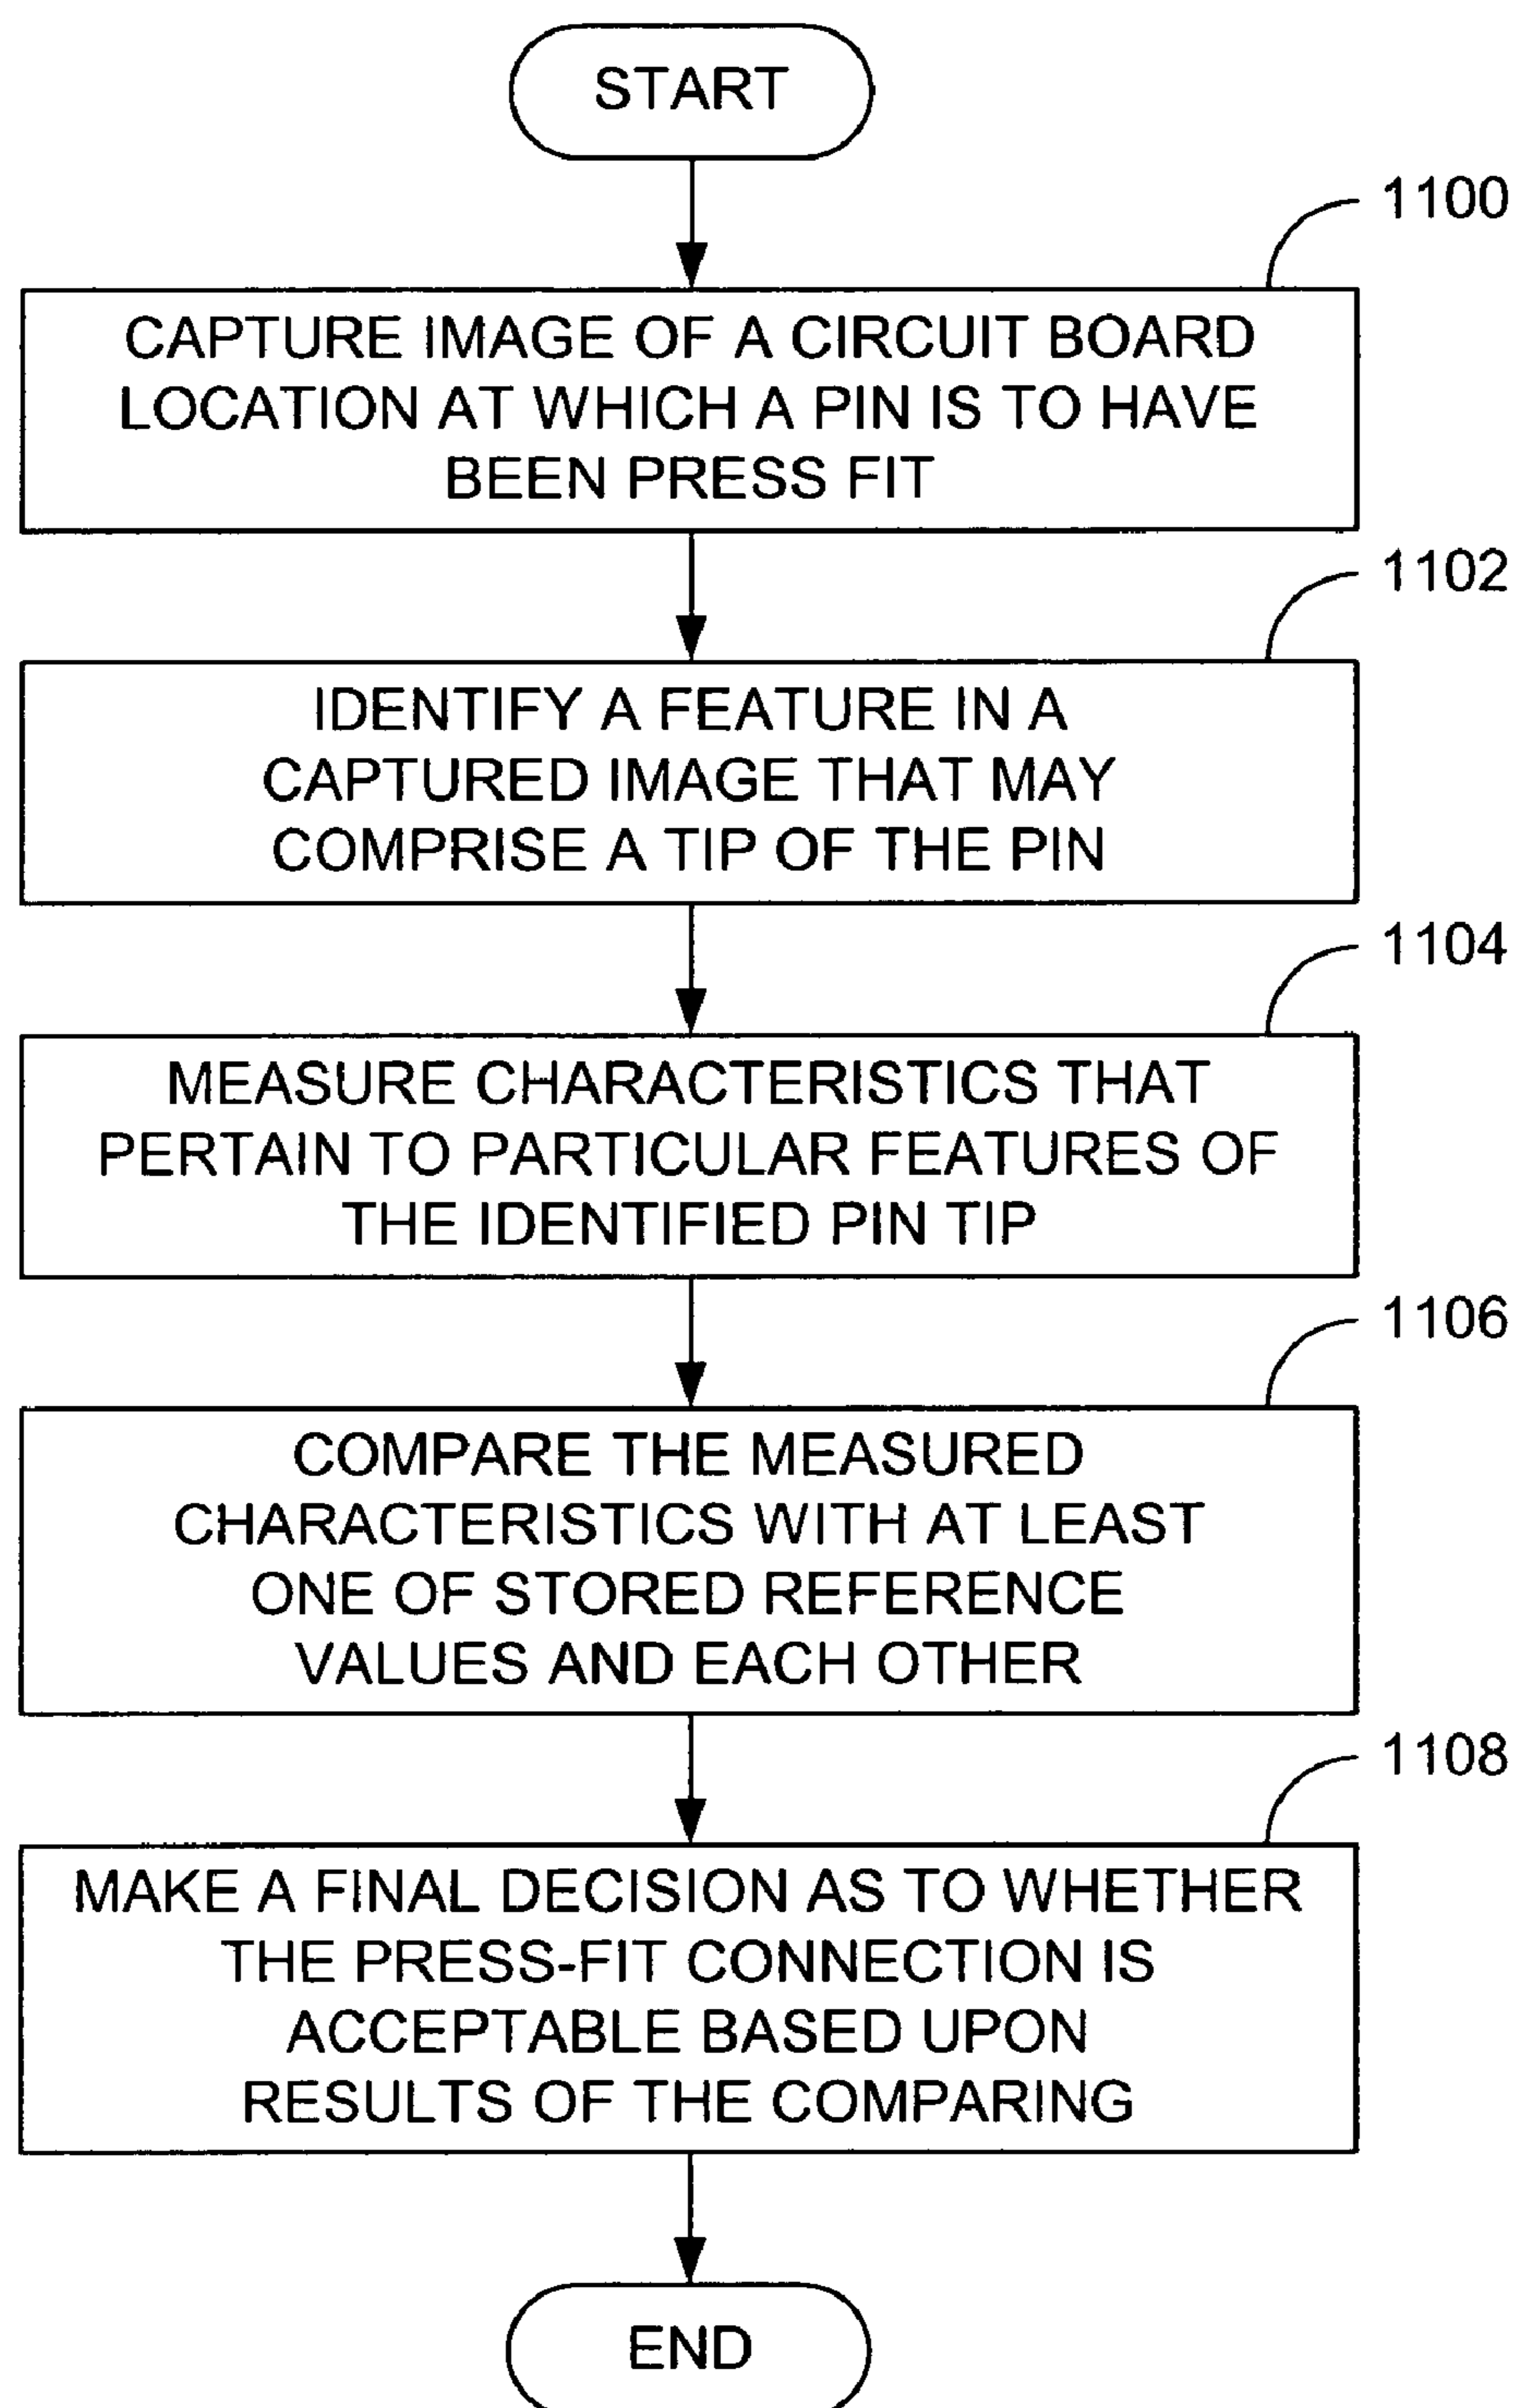 START
1100
CAPTURE IMAGE OF A CIRCUIT BOARD
LOCATION AT WHICH A PIN IS TO HAVE
BEEN PRESS FIT
1102
IDENTIFY A FEATURE IN A
CAPTURED IMAGE THAT MAY
COMPRISE A TIP OF THE PIN
1104
MEASURE CHARACTERISTICS THAT
PERTAIN TO PARTICULAR FEATURES OF
THE IDENTIFIED PIN TIP
1106
COMPARE THE MEASURED
CHARACTERISTICS WITH AT LEAST
ONE OF STORED REFERENCE
VALUES AND EACH OTHER
1108
MAKE A FINAL DECISION AS TO WHETHER
THE PRESS-FIT CONNECTION IS
ACCEPTABLE BASED UPON
RESULTS OF THE COMPARING
END